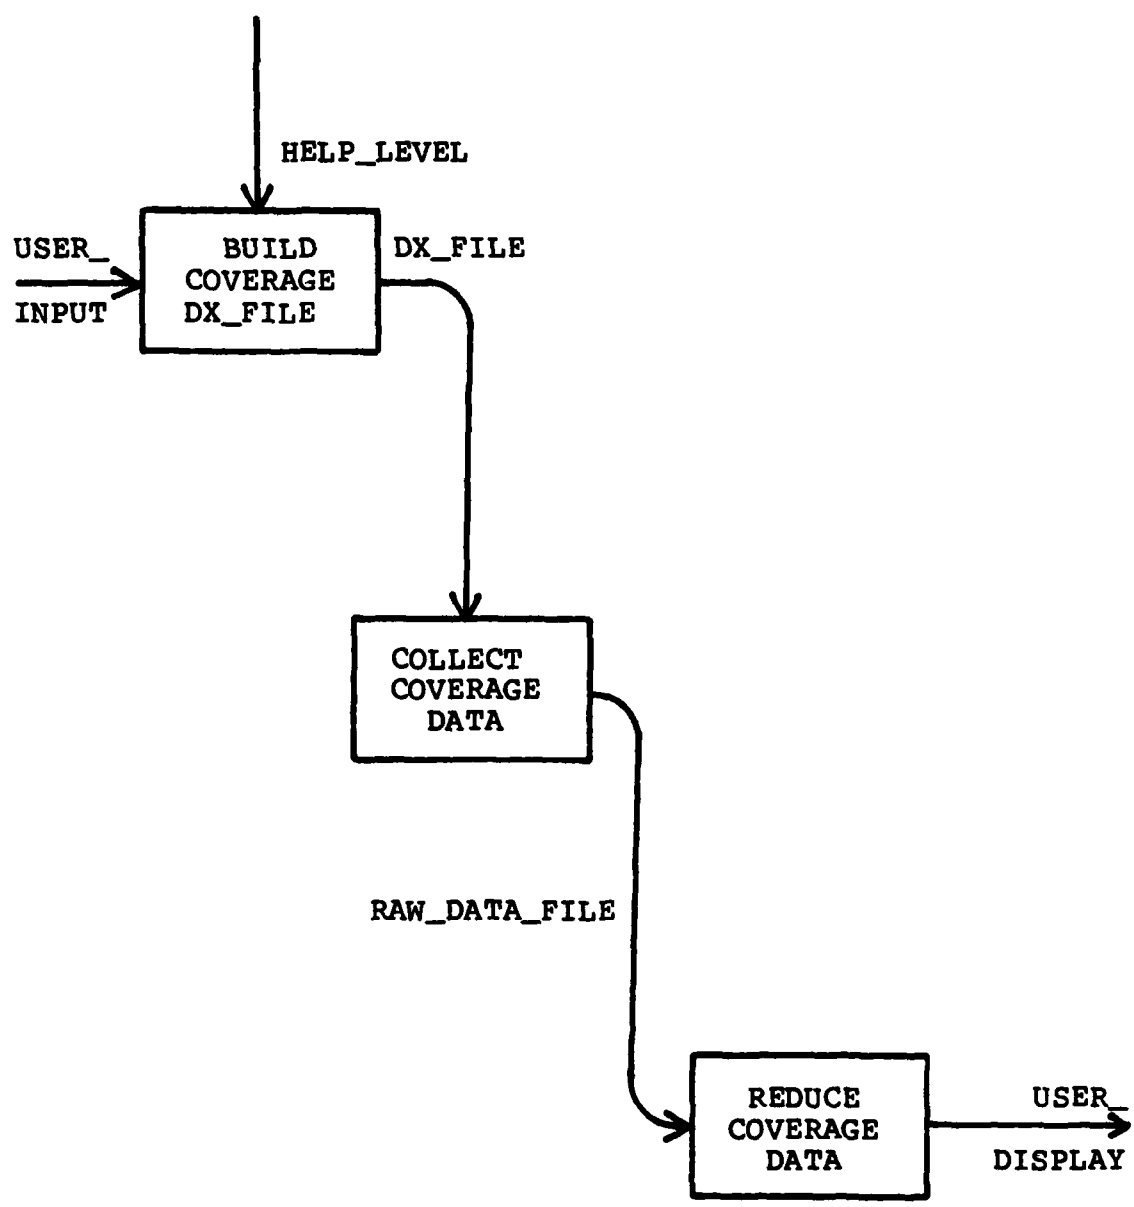 HELP_LEVEL
USER_
INPUT
BUILD
COVERAGE
DX_FILE
DX_FILE
COLLECT
COVERAGE
DATA
RAW_DATA_FILE
REDUCE
COVERAGE
DATA
USER_
DISPLAY